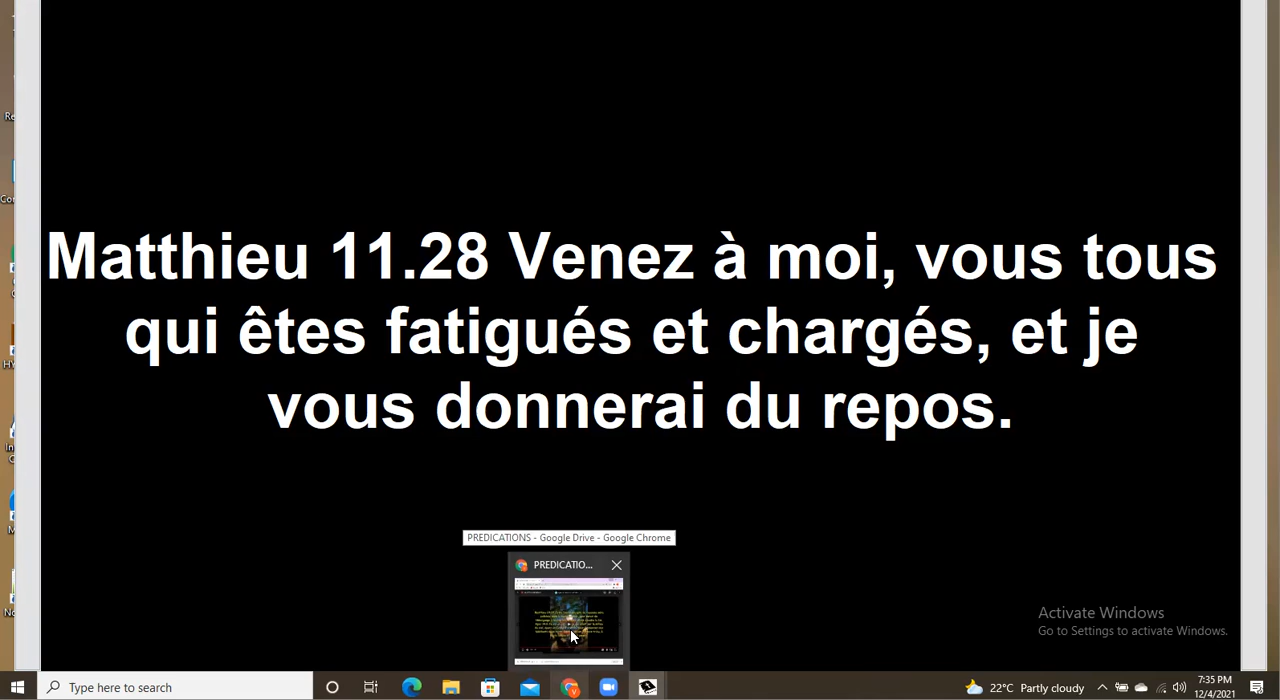 Re
Matthieu 11.28 Venez à moi, vous tous
qui êtes fatigués et chargés, et je
vous donnerai du repos.
PREDICATIONS - Google Drive - Google Chrome
PREDICATIO...
Activate Windows
Go to Settings to activate Windows.
Type here to search
22°C Partly cloudy
7:35 PM
12/4/2021